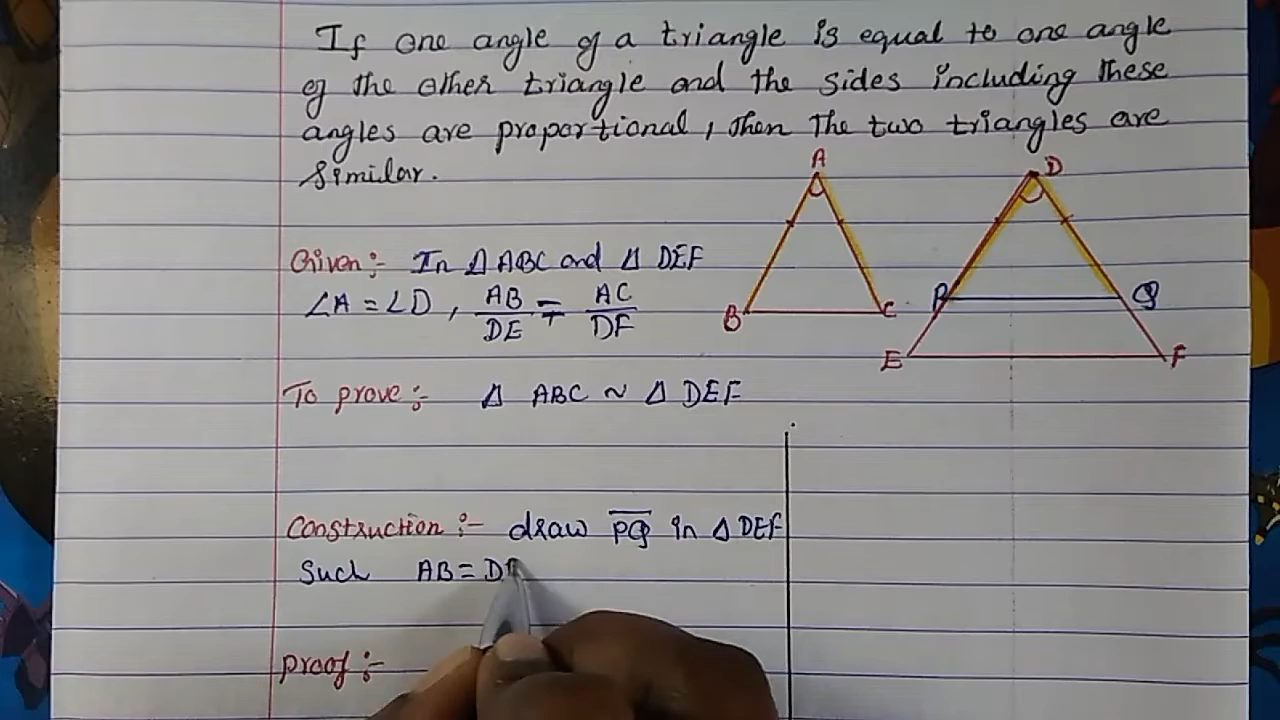 If one angle of a triangle is equal to one angle
of the other triangle and the sides including these
angles are proportional, then the two triangles are
similar.
A
D
Given:- In Δ ABC and Δ DEF
∠A = ∠D, AB/DE = AC/DF
B
C
P
Q
E
F
To prove:- Δ ABC ~ Δ DEF
Construction:- draw P̅Q̅ in Δ DEF
Such AB = DP
Proof:-